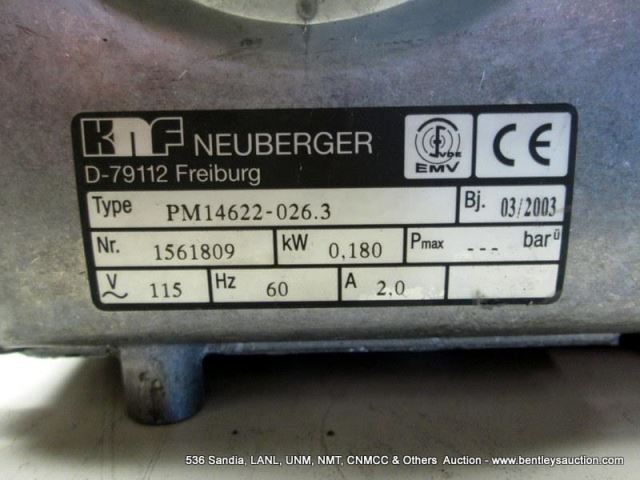 KNF NEUBERGER
D-79112 Freiburg
VDE
EMV
CE
Type PM14622-026.3 Bj. 03/2003
Nr. 1561809 kW 0,180 Pmax --- barü
V~ 115 Hz 60 A 2,0
536 Sandia, LANL, UNM, NMT, CNMCC & Others Auction - www.bentleysauction.com